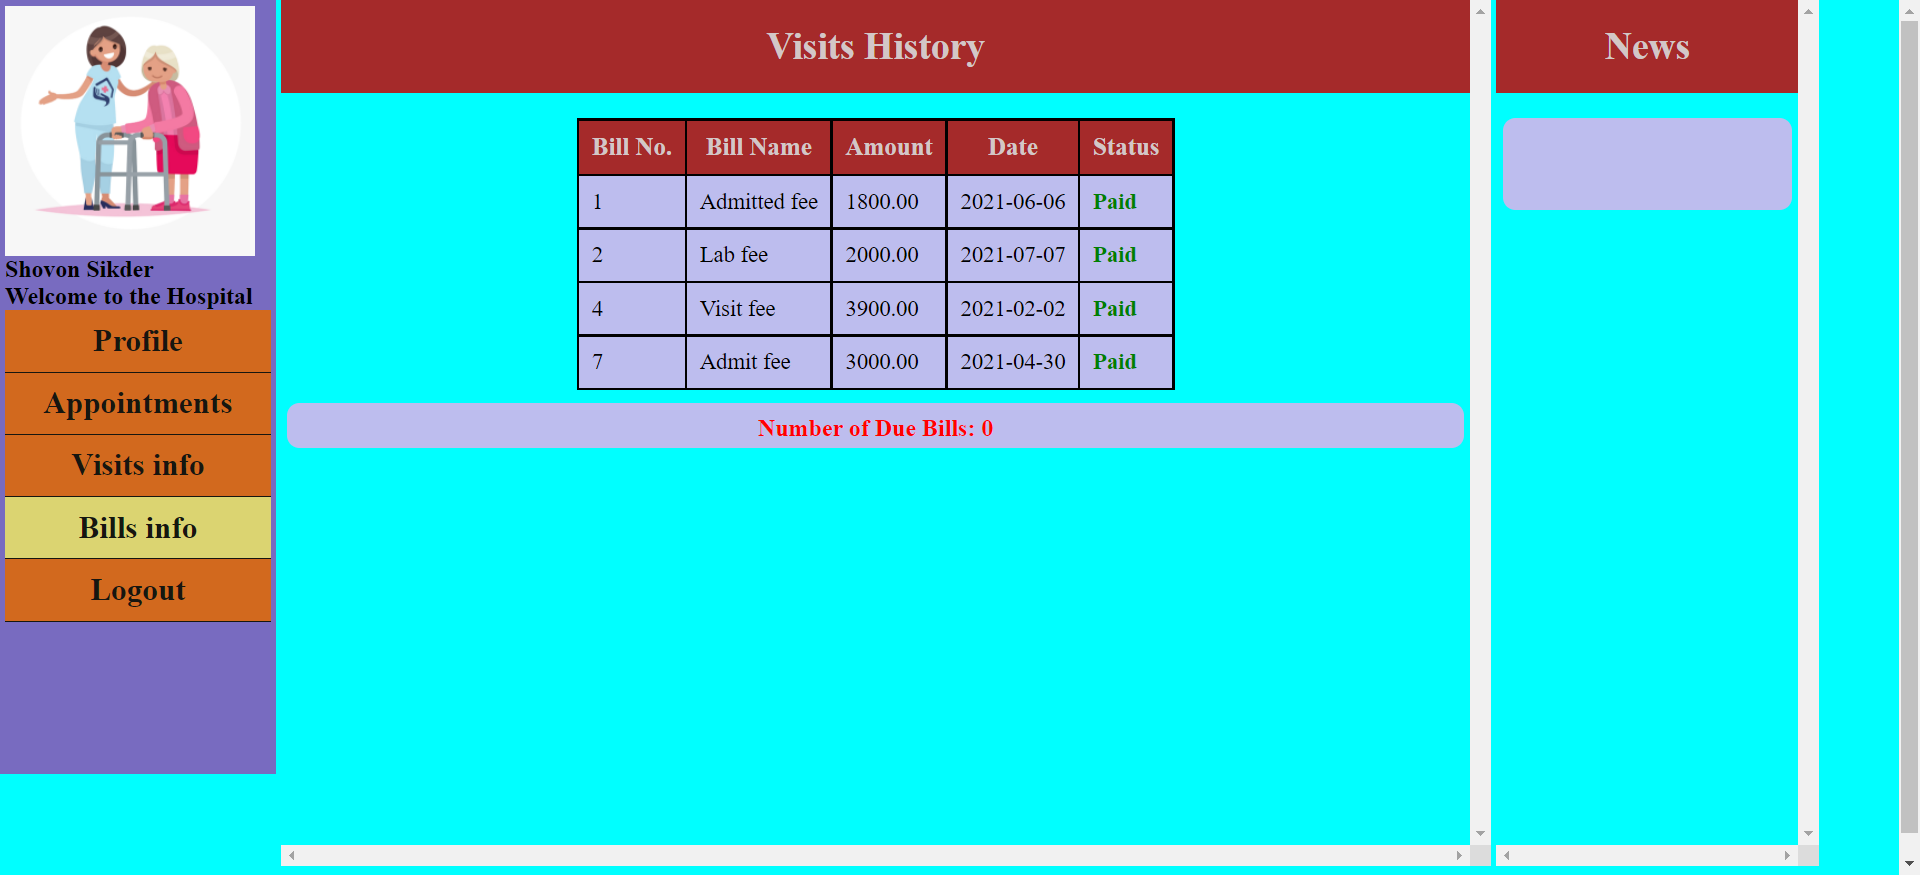 Shovon Sikder
Welcome to the Hospital
Profile
Appointments
Visits info
Bills info
Logout
Visits History
Bill No. Bill Name Amount Date Status
1 Admitted fee 1800.00 2021-06-06 Paid
2 Lab fee 2000.00 2021-07-07 Paid
4 Visit fee 3900.00 2021-02-02 Paid
7 Admit fee 3000.00 2021-04-30 Paid
Number of Due Bills: 0
News